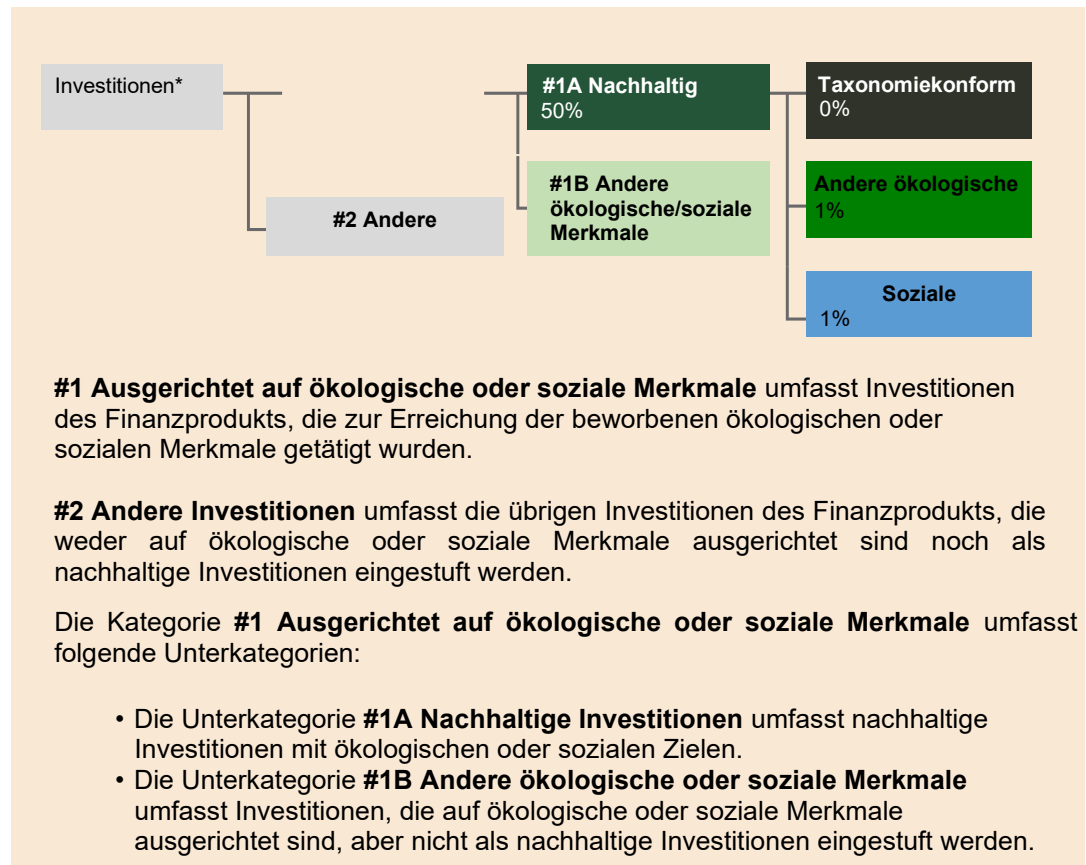 Investitionen*
#1A Nachhaltig
50%
Taxonomiekonform
0%
#2 Andere
#1B Andere
ökologische/soziale
Merkmale
Andere ökologische
1%
Soziale
1%
#1 Ausgerichtet auf ökologische oder soziale Merkmale umfasst Investitionen
des Finanzprodukts, die zur Erreichung der beworbenen ökologischen oder
sozialen Merkmale getätigt wurden.
#2 Andere Investitionen umfasst die übrigen Investitionen des Finanzprodukts, die
weder auf ökologische oder soziale Merkmale ausgerichtet sind noch als
nachhaltige Investitionen eingestuft werden.
Die Kategorie #1 Ausgerichtet auf ökologische oder soziale Merkmale umfasst
folgende Unterkategorien:
• Die Unterkategorie #1A Nachhaltige Investitionen umfasst nachhaltige
Investitionen mit ökologischen oder sozialen Zielen.
• Die Unterkategorie #1B Andere ökologische oder soziale Merkmale
umfasst Investitionen, die auf ökologische oder soziale Merkmale
ausgerichtet sind, aber nicht als nachhaltige Investitionen eingestuft werden.